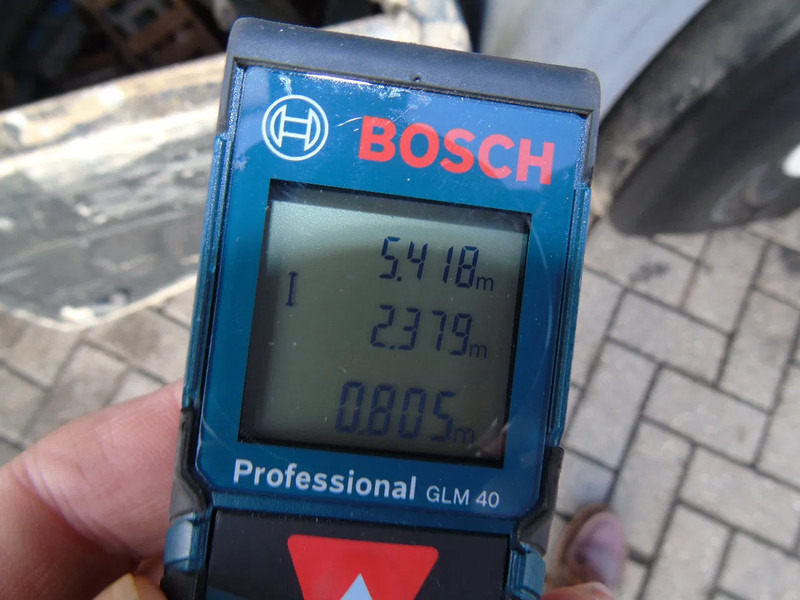 BOSCH
5.418m
2.379m
0.805m
Professional GLM 40